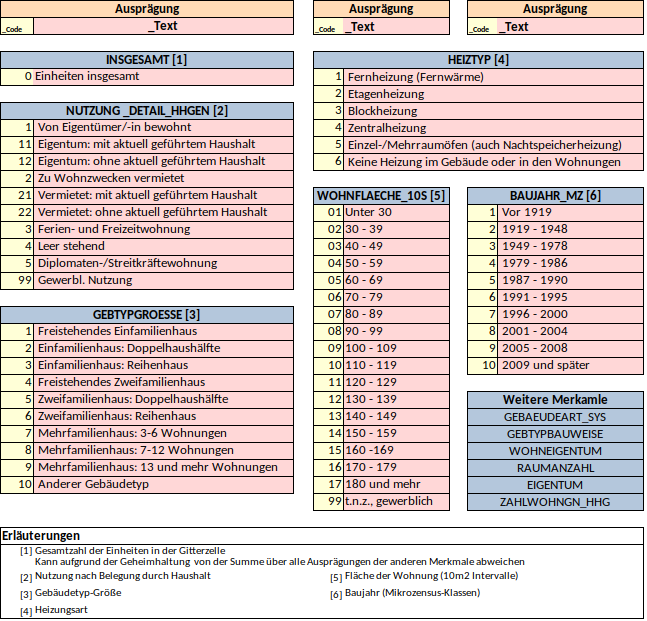 Ausprägung
_Code _Text
Ausprägung
_Code _Text
Ausprägung
_Code _Text
INSGESAMT [1]
0 Einheiten insgesamt
NUTZUNG _DETAIL_HHGEN [2]
1 Von Eigentümer/-in bewohnt
11 Eigentum: mit aktuell geführtem Haushalt
12 Eigentum: ohne aktuell geführtem Haushalt
2 Zu Wohnzwecken vermietet
21 Vermietet: mit aktuell geführtem Haushalt
22 Vermietet: ohne aktuell geführtem Haushalt
3 Ferien- und Freizeitwohnung
4 Leer stehend
5 Diplomaten-/Streitkräftewohnung
99 Gewerbl. Nutzung
GEBTYPGROESSE [3]
1 Freistehendes Einfamilienhaus
2 Einfamilienhaus: Doppelhaushälfte
3 Einfamilienhaus: Reihenhaus
4 Freistehendes Zweifamilienhaus
5 Zweifamilienhaus: Doppelhaushälfte
6 Zweifamilienhaus: Reihenhaus
7 Mehrfamilienhaus: 3-6 Wohnungen
8 Mehrfamilienhaus: 7-12 Wohnungen
9 Mehrfamilienhaus: 13 und mehr Wohnungen
10 Anderer Gebäudetyp
HEIZTYP [4]
1 Fernheizung (Fernwärme)
2 Etagenheizung
3 Blockheizung
4 Zentralheizung
5 Einzel-/Mehrraumöfen (auch Nachtspeicherheizung)
6 Keine Heizung im Gebäude oder in den Wohnungen
WOHNFLAECHE_10S [5]
01 Unter 30
02 30 - 39
03 40 - 49
04 50 - 59
05 60 - 69
06 70 - 79
07 80 - 89
08 90 - 99
09 100 - 109
10 110 - 119
11 120 - 129
12 130 - 139
13 140 - 149
14 150 - 159
15 160 -169
16 170 - 179
17 180 und mehr
99 t.n.z., gewerblich
BAUJAHR_MZ [6]
1 Vor 1919
2 1919 - 1948
3 1949 - 1978
4 1979 - 1986
5 1987 - 1990
6 1991 - 1995
7 1996 - 2000
8 2001 - 2004
9 2005 - 2008
10 2009 und später
Weitere Merkamle
GEBAEUDEART_SYS
GEBTYPBAUWEISE
WOHNEIGENTUM
RAUMANZAHL
EIGENTUM
ZAHLWOHNGN_HHG
Erläuterungen
[1] Gesamtzahl der Einheiten in der Gitterzelle
Kann aufgrund der Geheimhaltung von der Summe über alle Ausprägungen der anderen Merkmale abweichen
[2] Nutzung nach Belegung durch Haushalt
[3] Gebäudetyp-Größe
[4] Heizungsart
[5] Fläche der Wohnung (10m2 Intervalle)
[6] Baujahr (Mikrozensus-Klassen)